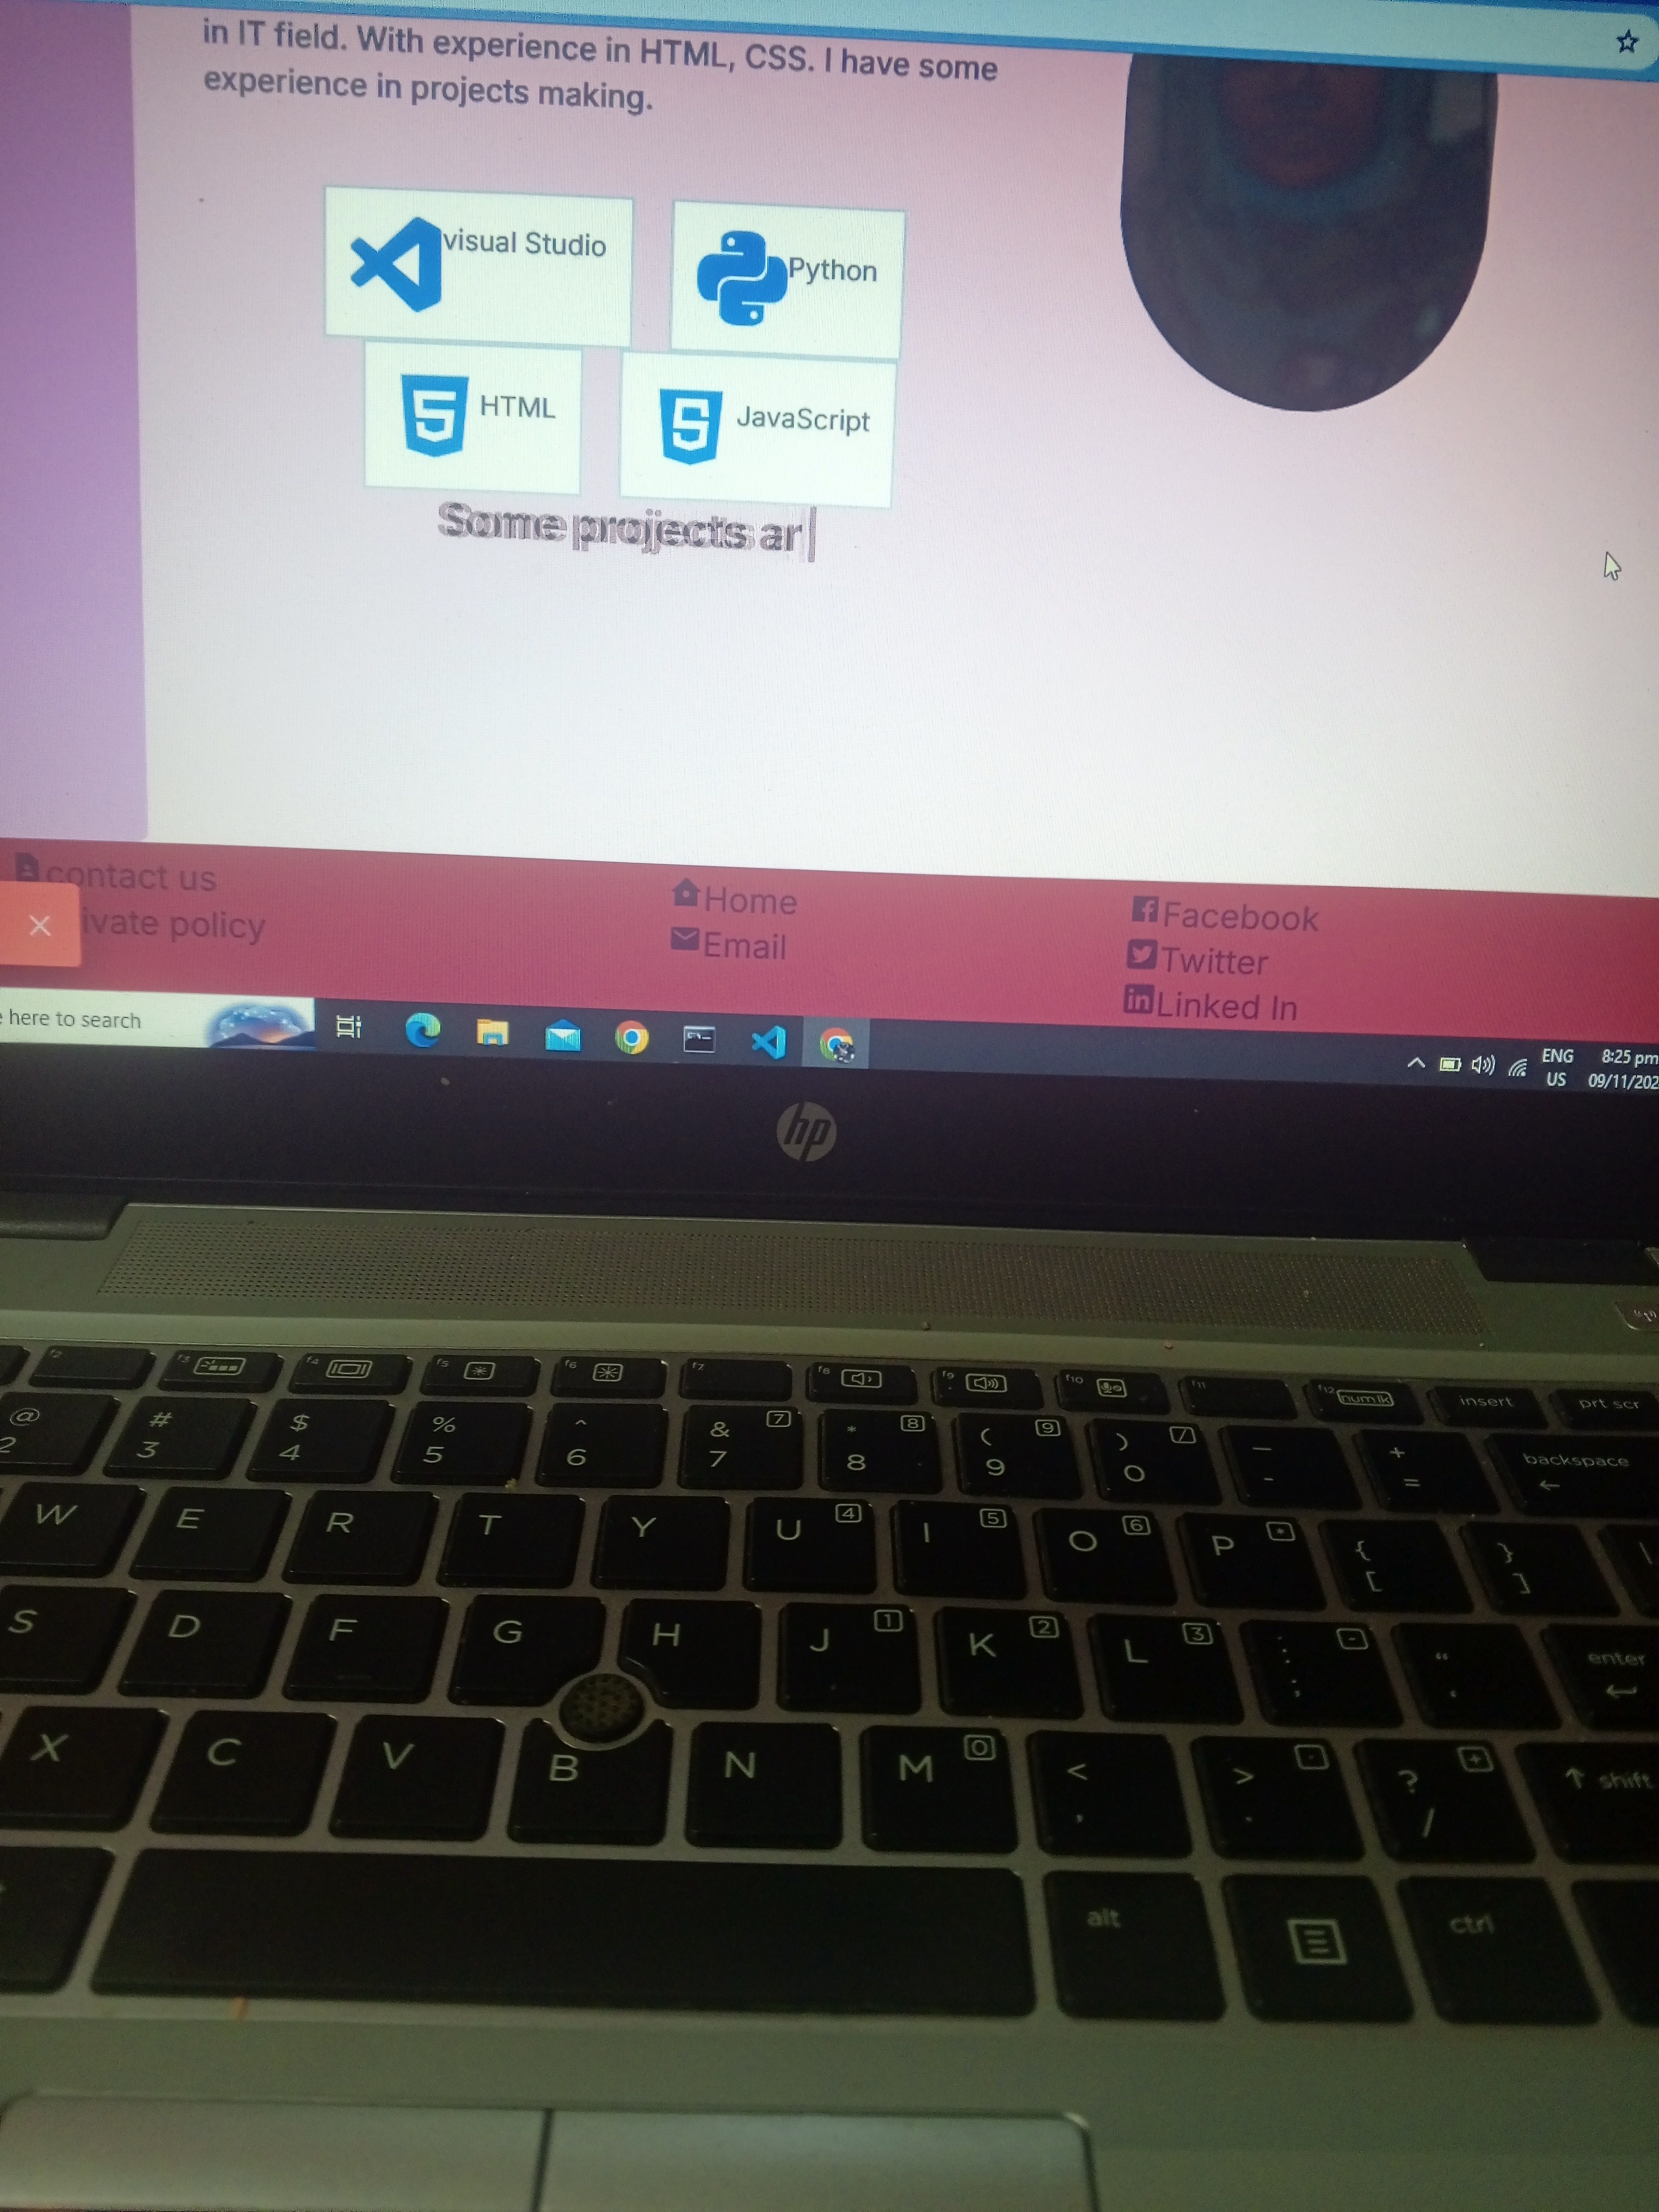 in IT field. With experience in HTML, CSS. I have some
experience in projects making.
visual Studio
Python
HTML
JavaScript
Some projects ar
contact us
ivate policy
Home
Email
Facebook
Twitter
Linked In
here to search
ENG
US
8:25 pm
09/11/202
hp
f2 f3 f4 f5 f6 f7 f8 f9 f10 f11 f12 num lk insert prt scr
@ # $ % ^ & 7 * 8 ( 9 ) / — +
2 3 4 5 6 7 8 9 0 - = backspace
W E R T Y U 4 I 5 O 6 P * { [ } ] \
S D F G H J 1 K 2 L 3 : ; - " ' enter
X C V B N M 0 < , > . . ? / + shift
alt ctrl